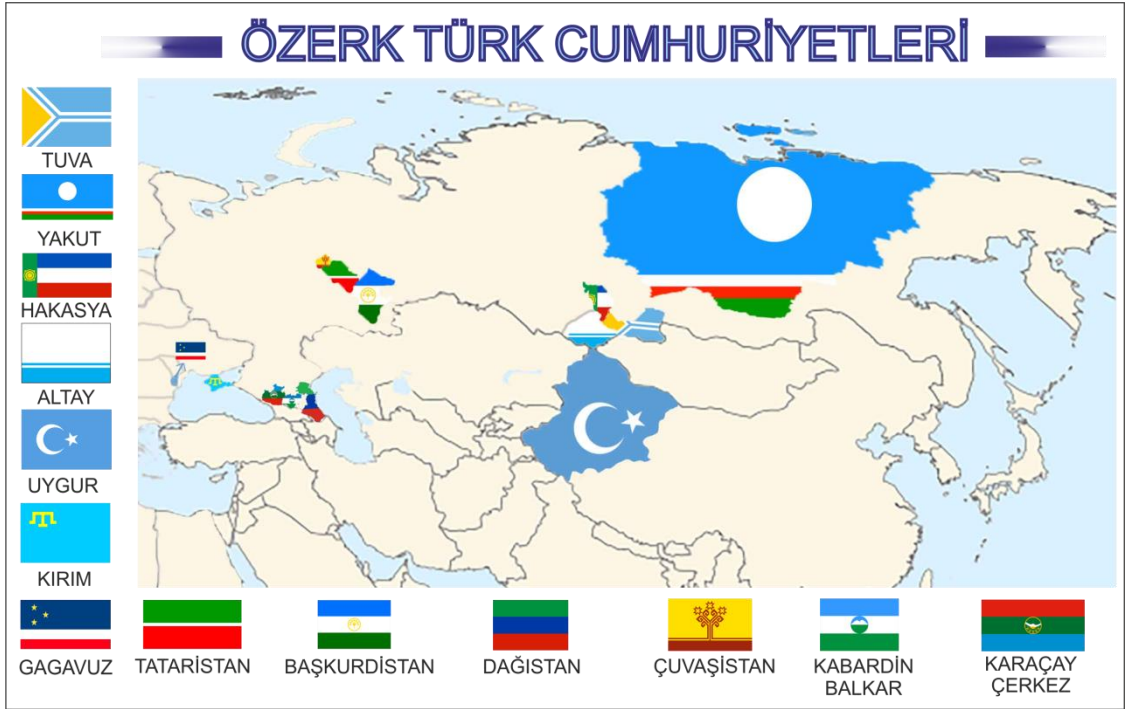 ÖZERK TÜRK CUMHURİYETLERİ
TUVA
YAKUT
HAKASYA
ALTAY
UYGUR
KIRIM
GAGAVUZ
TATARİSTAN
BAŞKURDİSTAN
DAĞISTAN
ÇUVAŞİSTAN
KABARDİN
BALKAR
KARAÇAY
ÇERKEZ